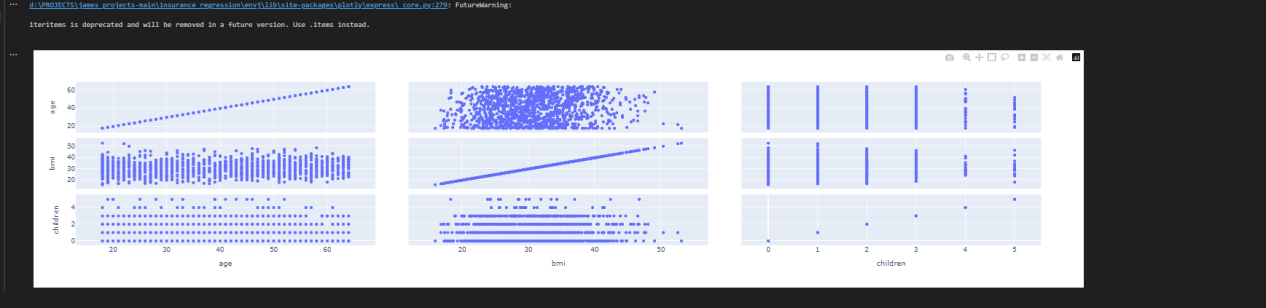 ... d:\PROJECTS\james projects-main\insurance regression\envj\lib\site-packages\plotly\express\_core.py:279: FutureWarning:
iteritems is deprecated and will be removed in a future version. Use .items instead.
...
age
60
40
20
bmi
50
40
30
20
children
4
2
0
20 30 40 50 60 20 30 40 50 0 1 2 3 4 5
age bmi children